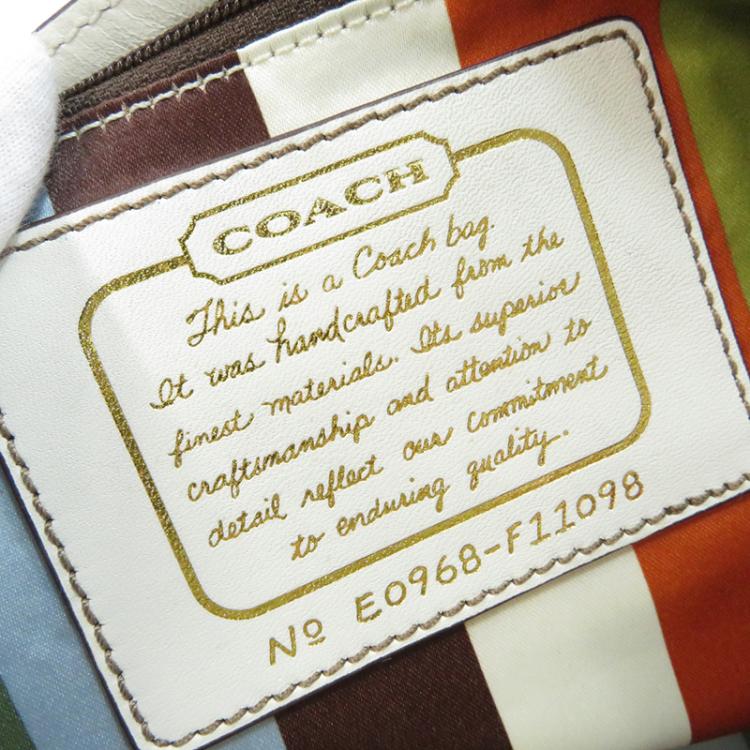 COACH
This is a Coach bag.
It was handcrafted from the
finest materials. Its superior
craftsmanship and attention to
detail reflect our commitment
to enduring quality.
Nº E0968-F11098